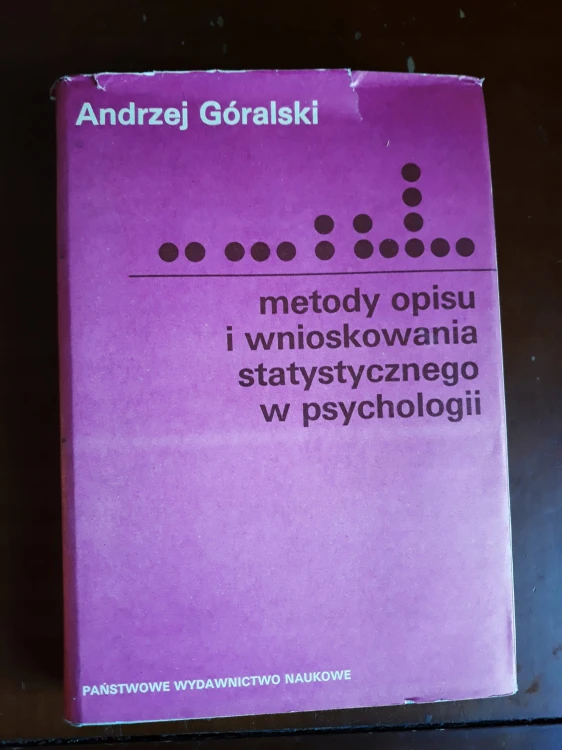 Andrzej Góralski
metody opisu
i wnioskowania
statystycznego
w psychologii
PAŃSTWOWE WYDAWNICTWO NAUKOWE